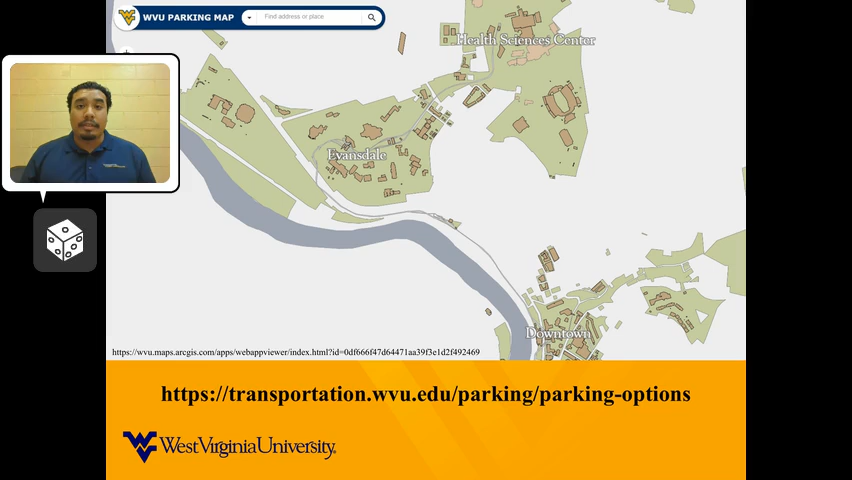 WVU PARKING MAP
Find address or place
Health Sciences Center
Evansdale
Downtown
https://wvu.maps.arcgis.com/apps/webappviewer/index.html?id=0df666f47d64471aa39f3e1d2f492469
https://transportation.wvu.edu/parking/parking-options
WestVirginiaUniversity.